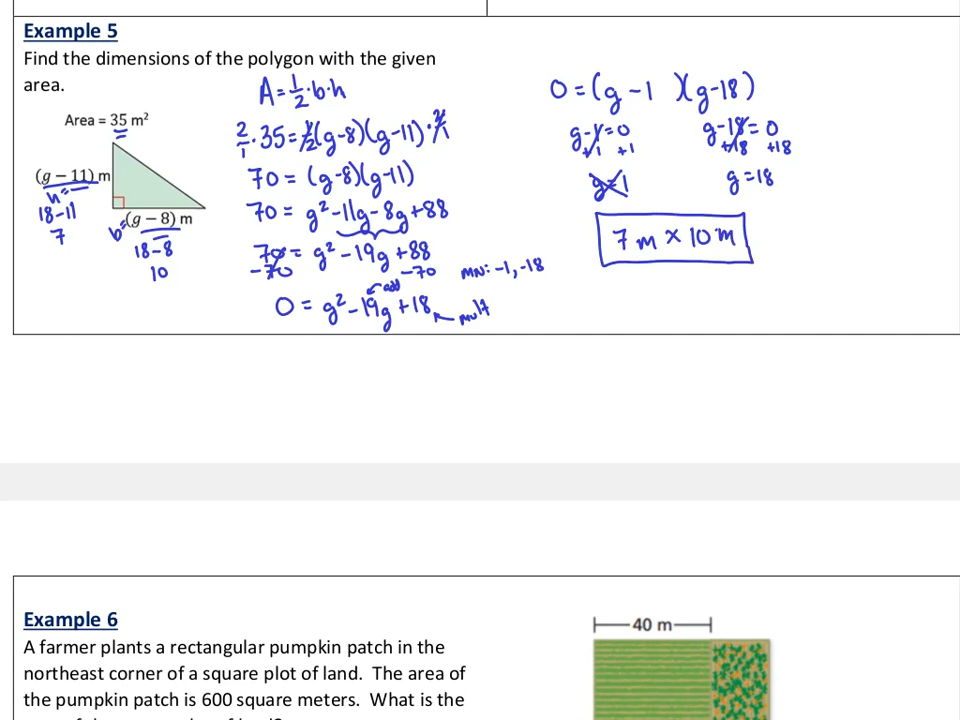 Example 5
Find the dimensions of the polygon with the given
area.
Area = 35 m²
(g – 11) m
h=
18-11
7
b=
(g – 8) m
18-8
10
A = 1/2 · b · h
2/1 · 35 = 1/2 (g-8)(g-11) · 2/1
70 = (g-8)(g-11)
70 = g² - 11g - 8g + 88
70 = g² - 19g + 88
-70 -70
add
0 = g² - 19g + 18
mult
MN: -1, -18
0 = (g - 1 )(g-18)
g-1=0 g-18=0
+1 +1 +18 +18
g=1 g=18
7 m × 10 m
Example 6
A farmer plants a rectangular pumpkin patch in the
northeast corner of a square plot of land. The area of
the pumpkin patch is 600 square meters. What is the
40 m